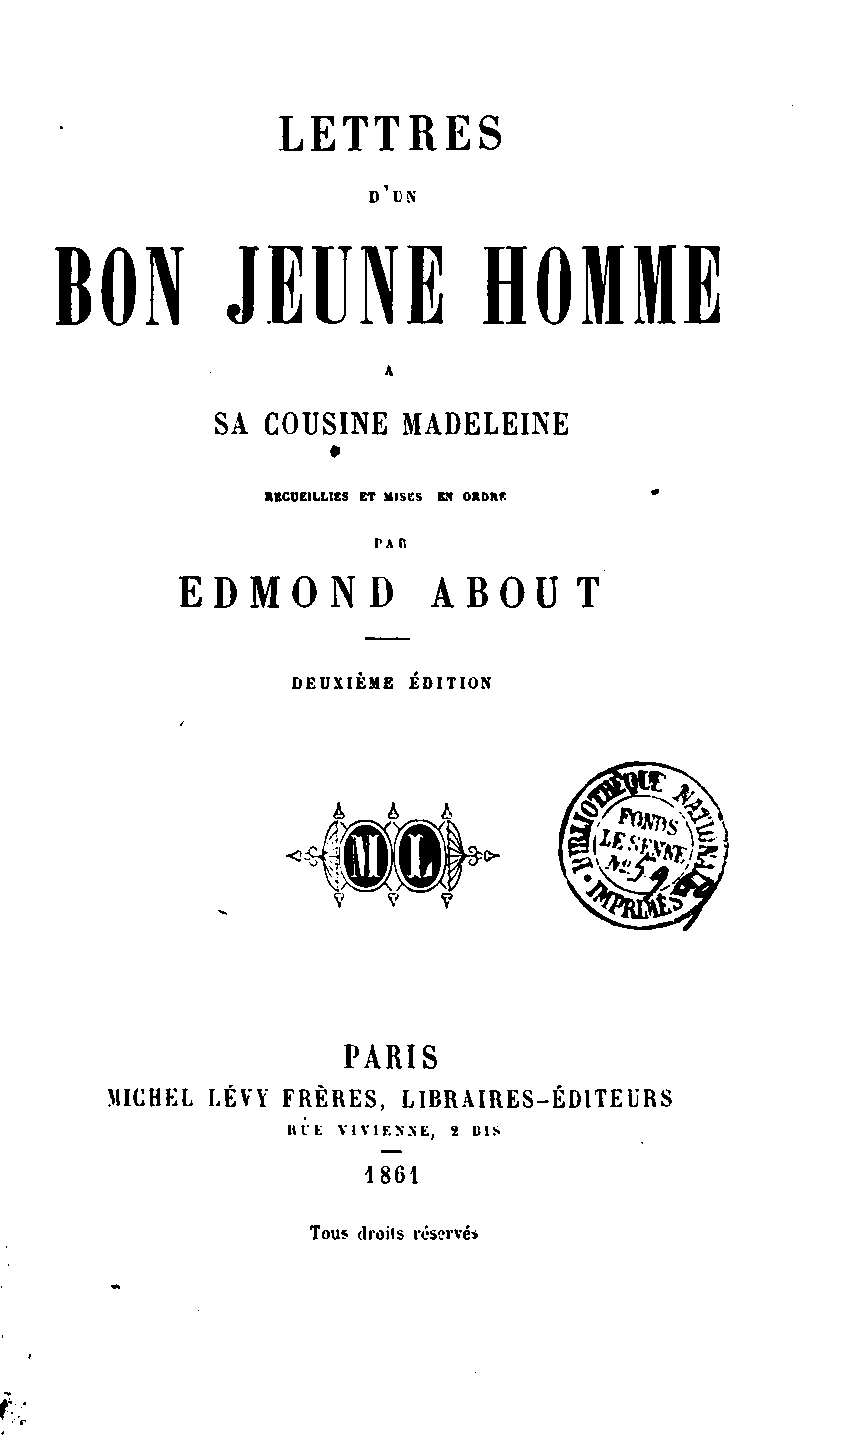 LETTRES
D'UN
BON JEUNE HOMME
A
SA COUSINE MADELEINE
RECUEILLIES ET MISES EN ORDRE
PAR
EDMOND ABOUT
DEUXIÈME ÉDITION
M L
BIBLIOTHÈQUE NATIONALE
FONDS
LE SENNE
No
IMPRIMÉS
PARIS
MICHEL LÉVY FRÈRES, LIBRAIRES-ÉDITEURS
RUE VIVIENNE, 2 BIS
1861
Tous droits réservés